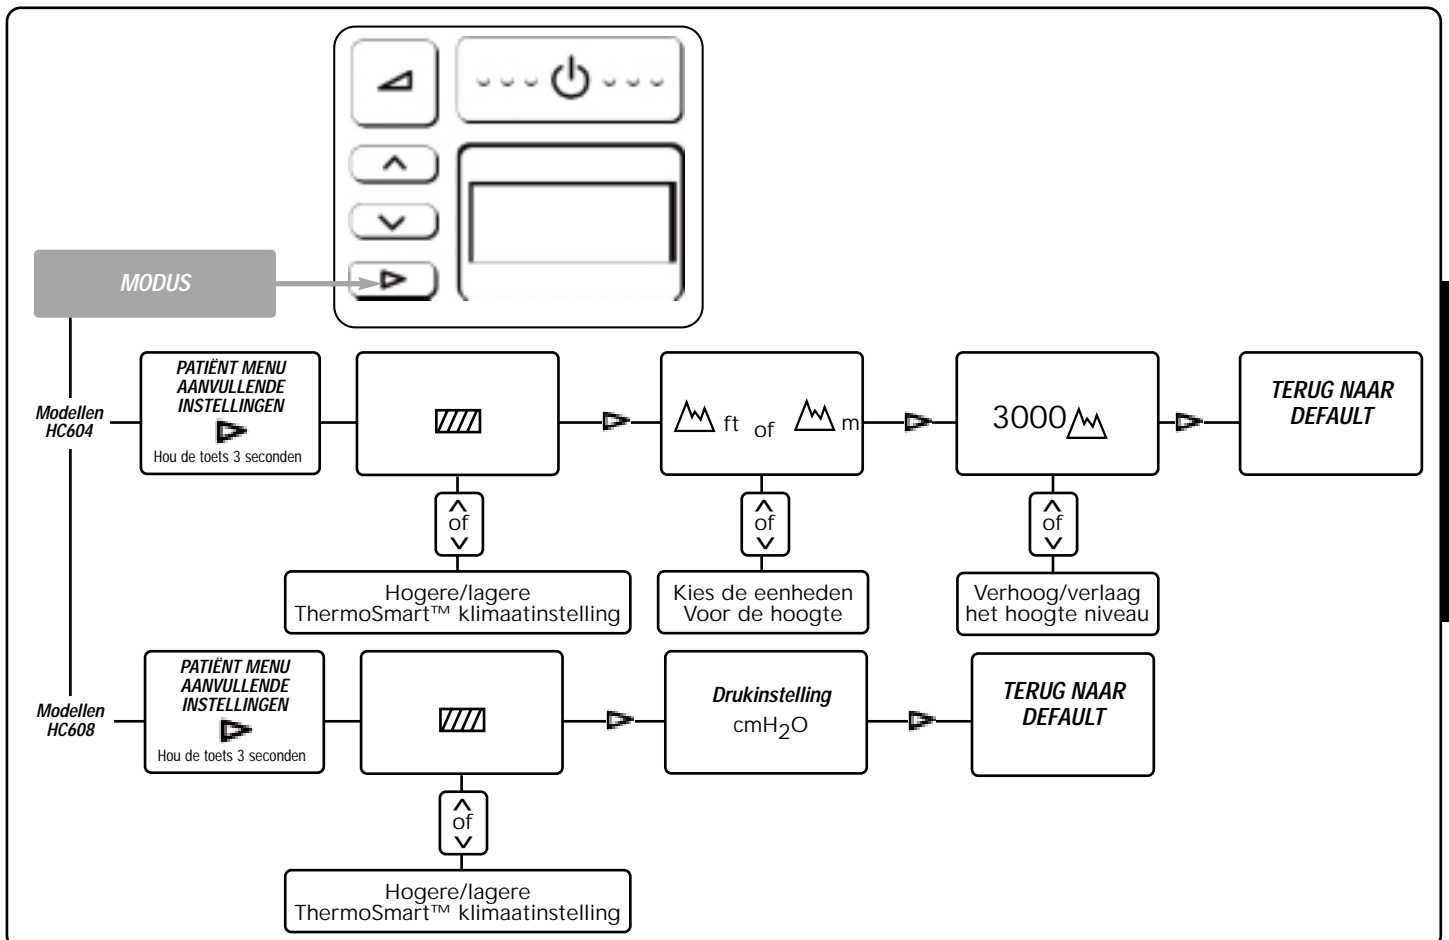 MODUS
Modellen
HC604
PATIËNT MENU
AANVULLENDE
INSTELLINGEN
Hou de toets 3 seconden
ft of m
3000
TERUG NAAR
DEFAULT
of
of
of
Hogere/lagere
ThermoSmart™ klimaatinstelling
Kies de eenheden
Voor de hoogte
Verhoog/verlaag
het hoogte niveau
Modellen
HC608
PATIËNT MENU
AANVULLENDE
INSTELLINGEN
Hou de toets 3 seconden
Drukinstelling
cmH₂O
TERUG NAAR
DEFAULT
of
Hogere/lagere
ThermoSmart™ klimaatinstelling